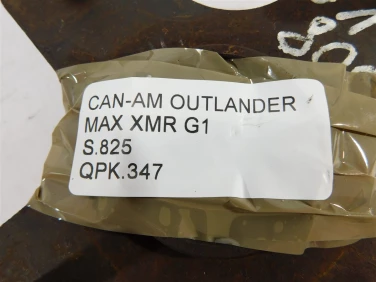 CAN-AM OUTLANDER
MAX XMR G1
S.825
QPK.347